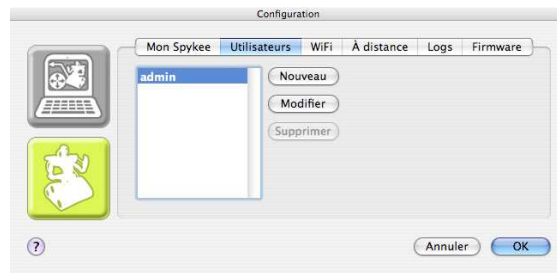 Configuration
Mon Spykee Utilisateurs WiFi À distance Logs Firmware
admin
Nouveau
Modifier
Supprimer
?
Annuler OK